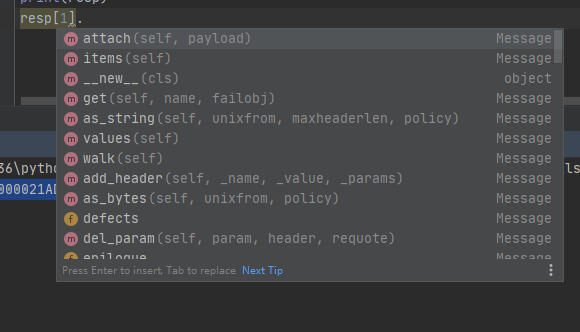 print(resp)
resp[1].
m attach(self, payload) Message
m items(self) Message
m __new__(cls) object
m get(self, name, failobj) Message
m as_string(self, unixfrom, maxheaderlen, policy) Message
m values(self) Message
m walk(self) Message
m add_header(self, _name, _value, _params) Message
m as_bytes(self, unixfrom, policy) Message
f defects Message
m del_param(self, param, header, requote) Message
f epilogue
Press Enter to insert, Tab to replace Next Tip
36\pytho
ls
000021A